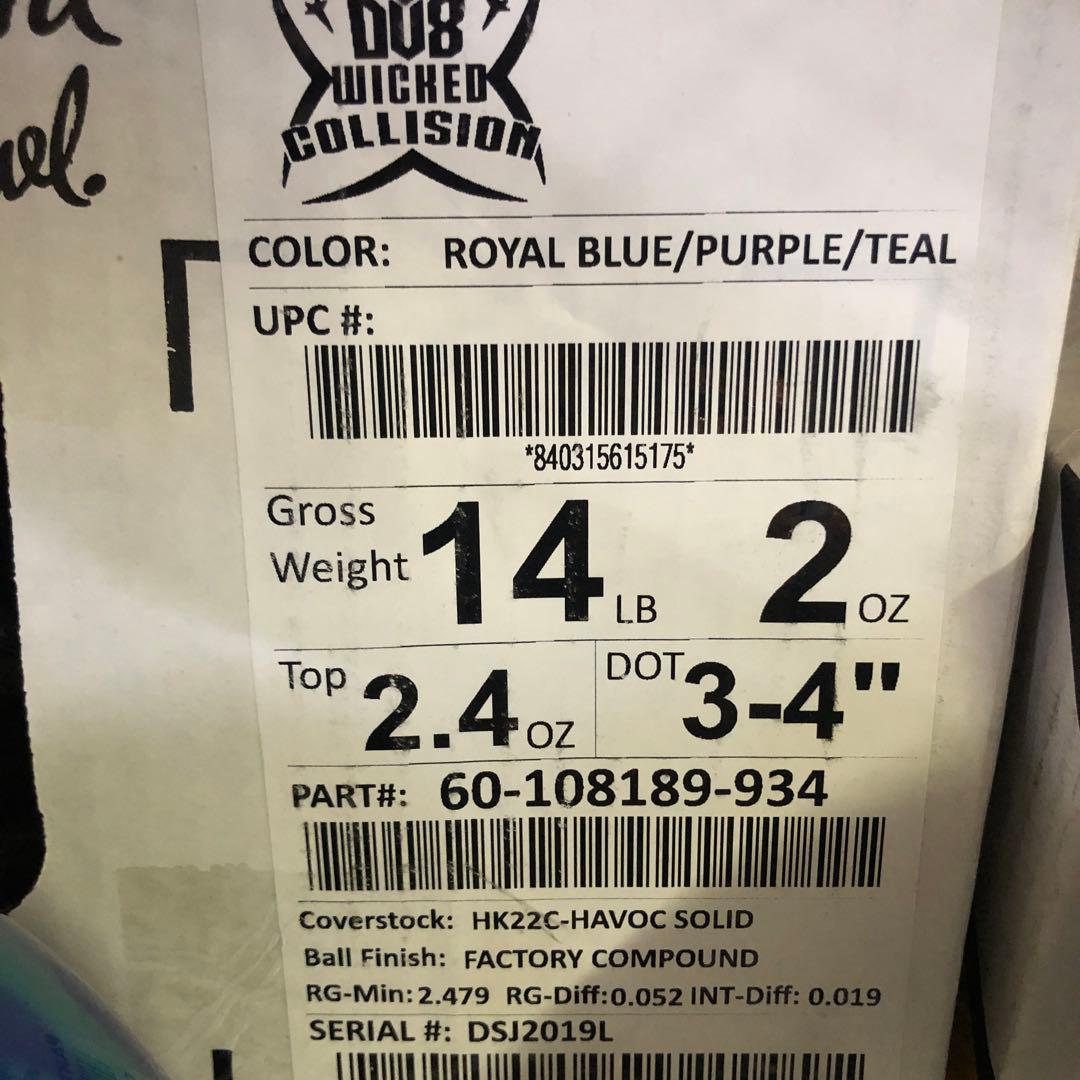 DV8
WICKED
COLLISION
COLOR: ROYAL BLUE/PURPLE/TEAL
UPC #:
*840315615175*
Gross
Weight 14 LB 2 OZ
Top 2.4 OZ DOT 3-4"
PART#: 60-108189-934
Coverstock: HK22C-HAVOC SOLID
Ball Finish: FACTORY COMPOUND
RG-Min: 2.479 RG-Diff:0.052 INT-Diff: 0.019
SERIAL #: DSJ2019L